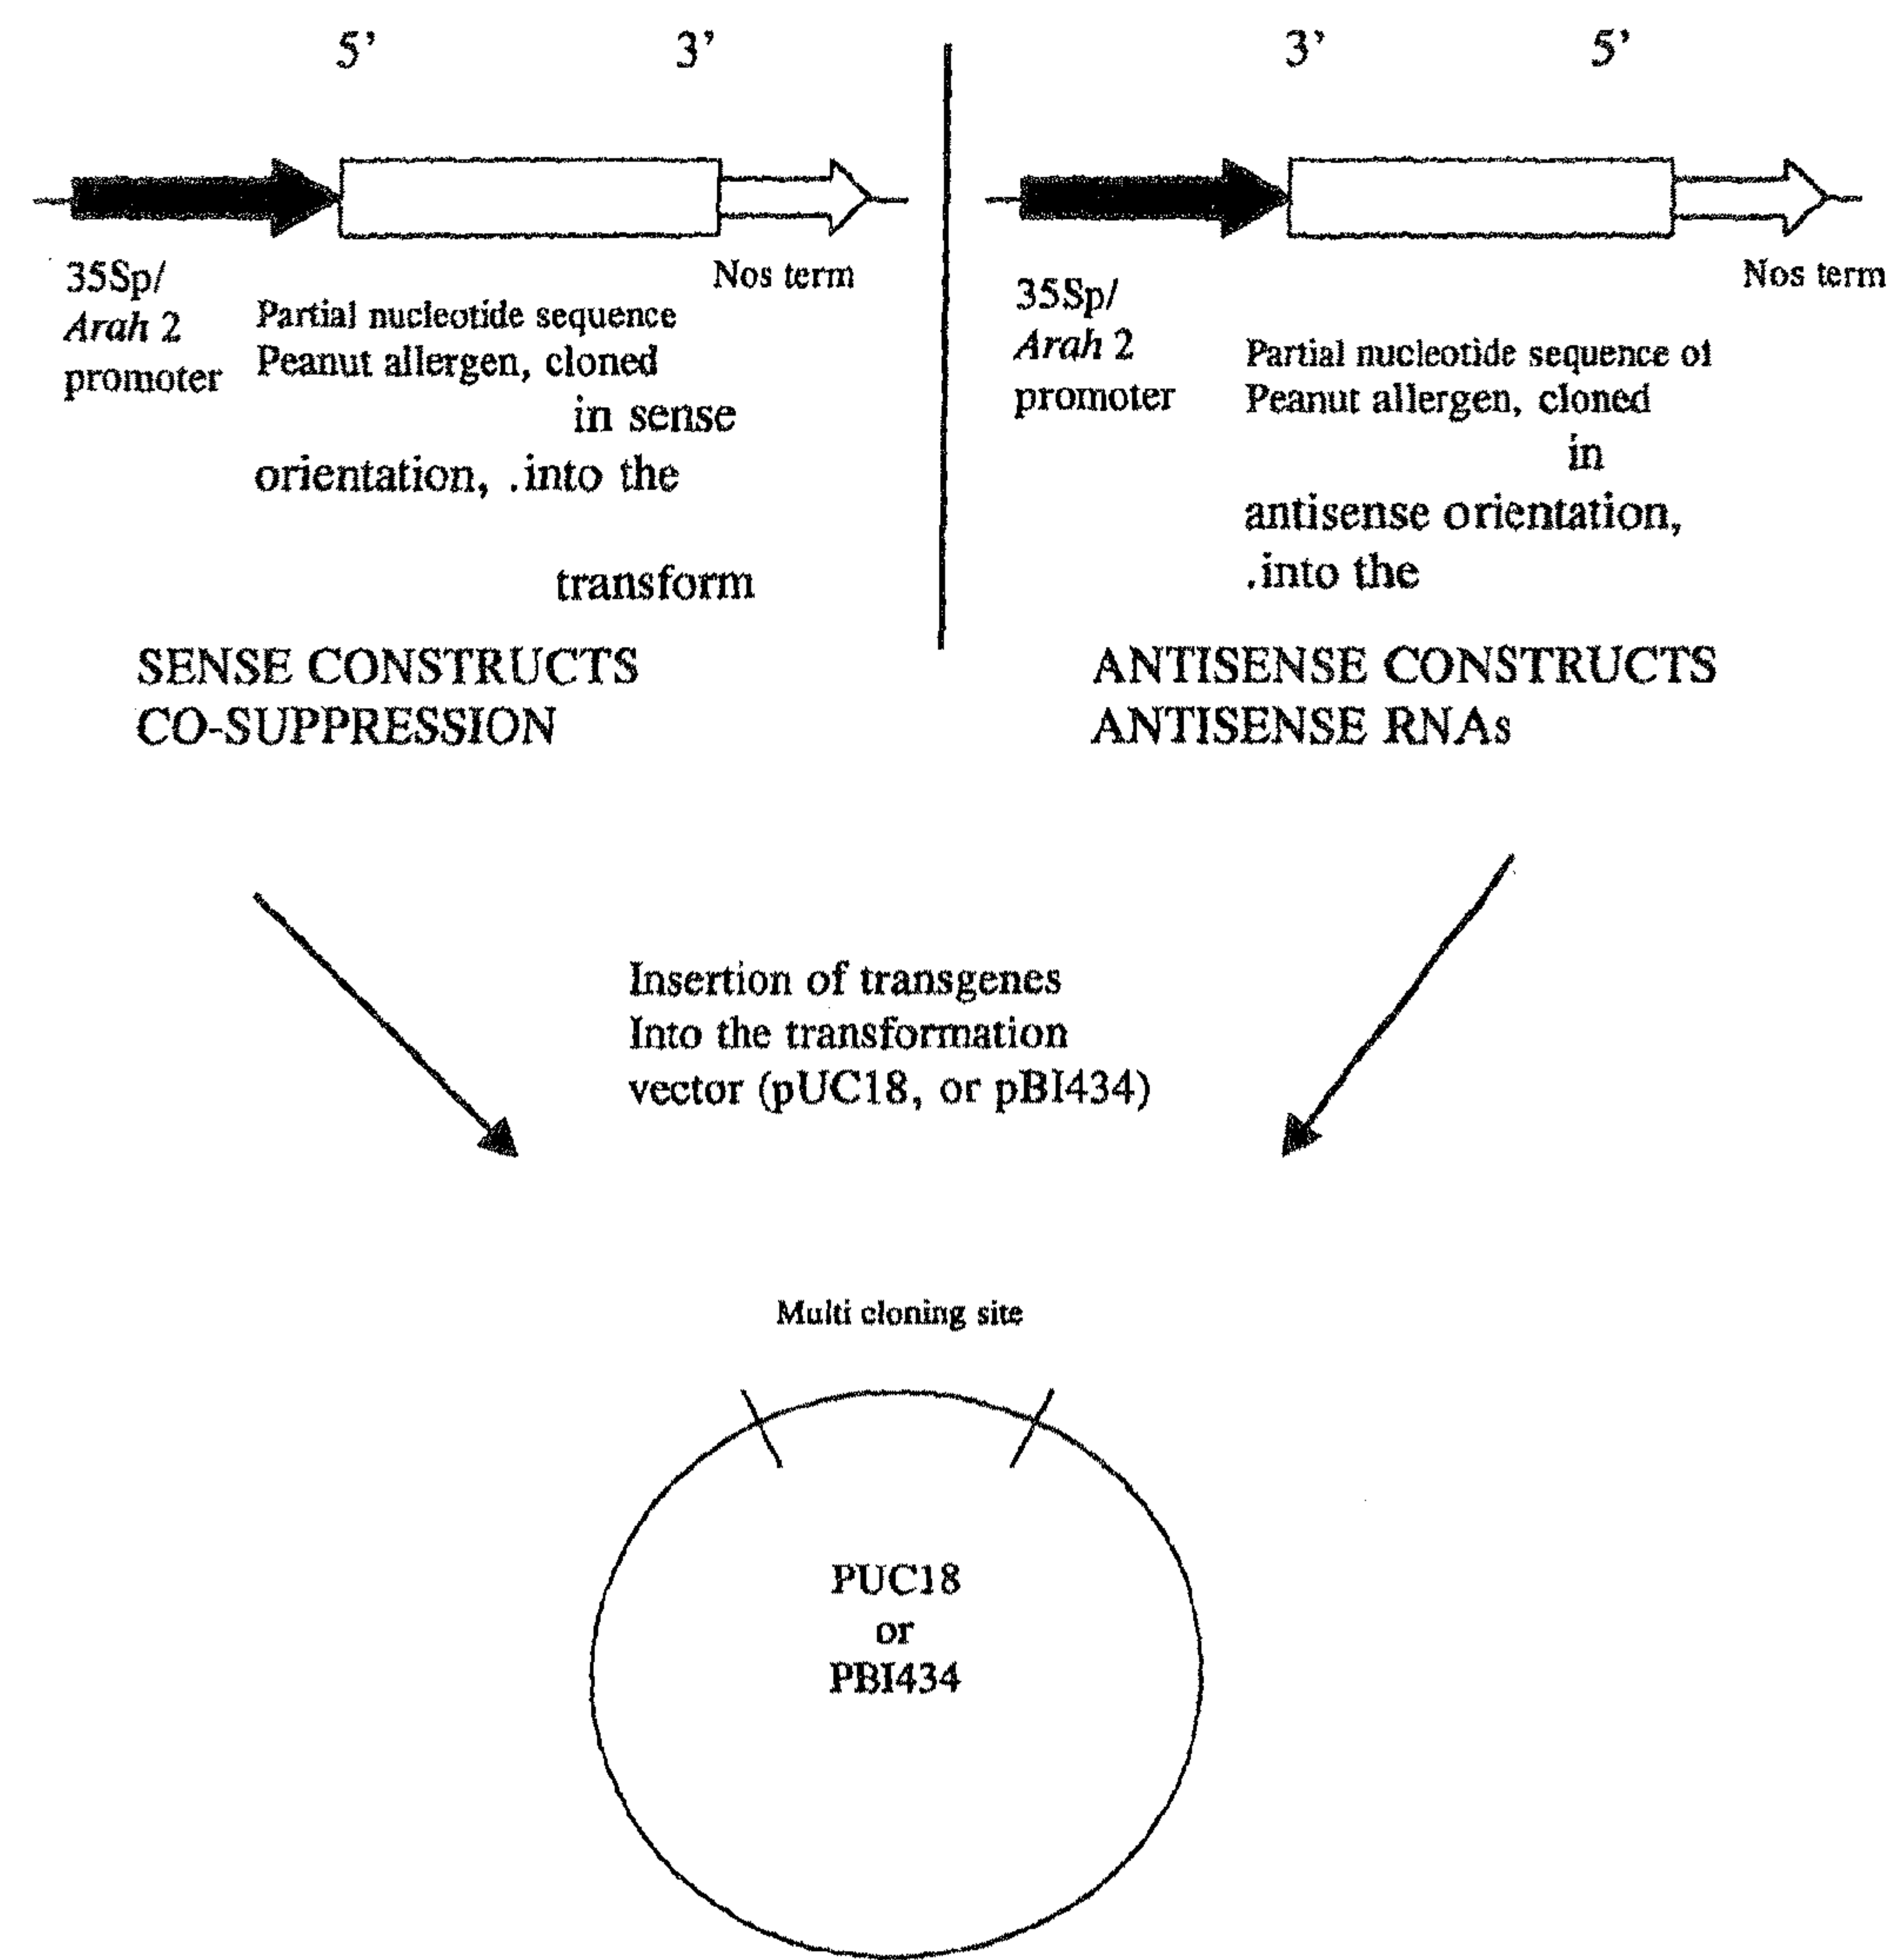 5’ 3’
35Sp/
Arah 2
promoter
Partial nucleotide sequence
Peanut allergen, cloned
in sense
orientation, .into the
transform
Nos term
SENSE CONSTRUCTS
CO-SUPPRESSION
3’ 5’
35Sp/
Arah 2
promoter
Partial nucleotide sequence of
Peanut allergen, cloned
in
antisense orientation,
.into the
Nos term
ANTISENSE CONSTRUCTS
ANTISENSE RNAs
Insertion of transgenes
Into the transformation
vector (pUC18, or pBI434)
Multi cloning site
PUC18
or
PBI434